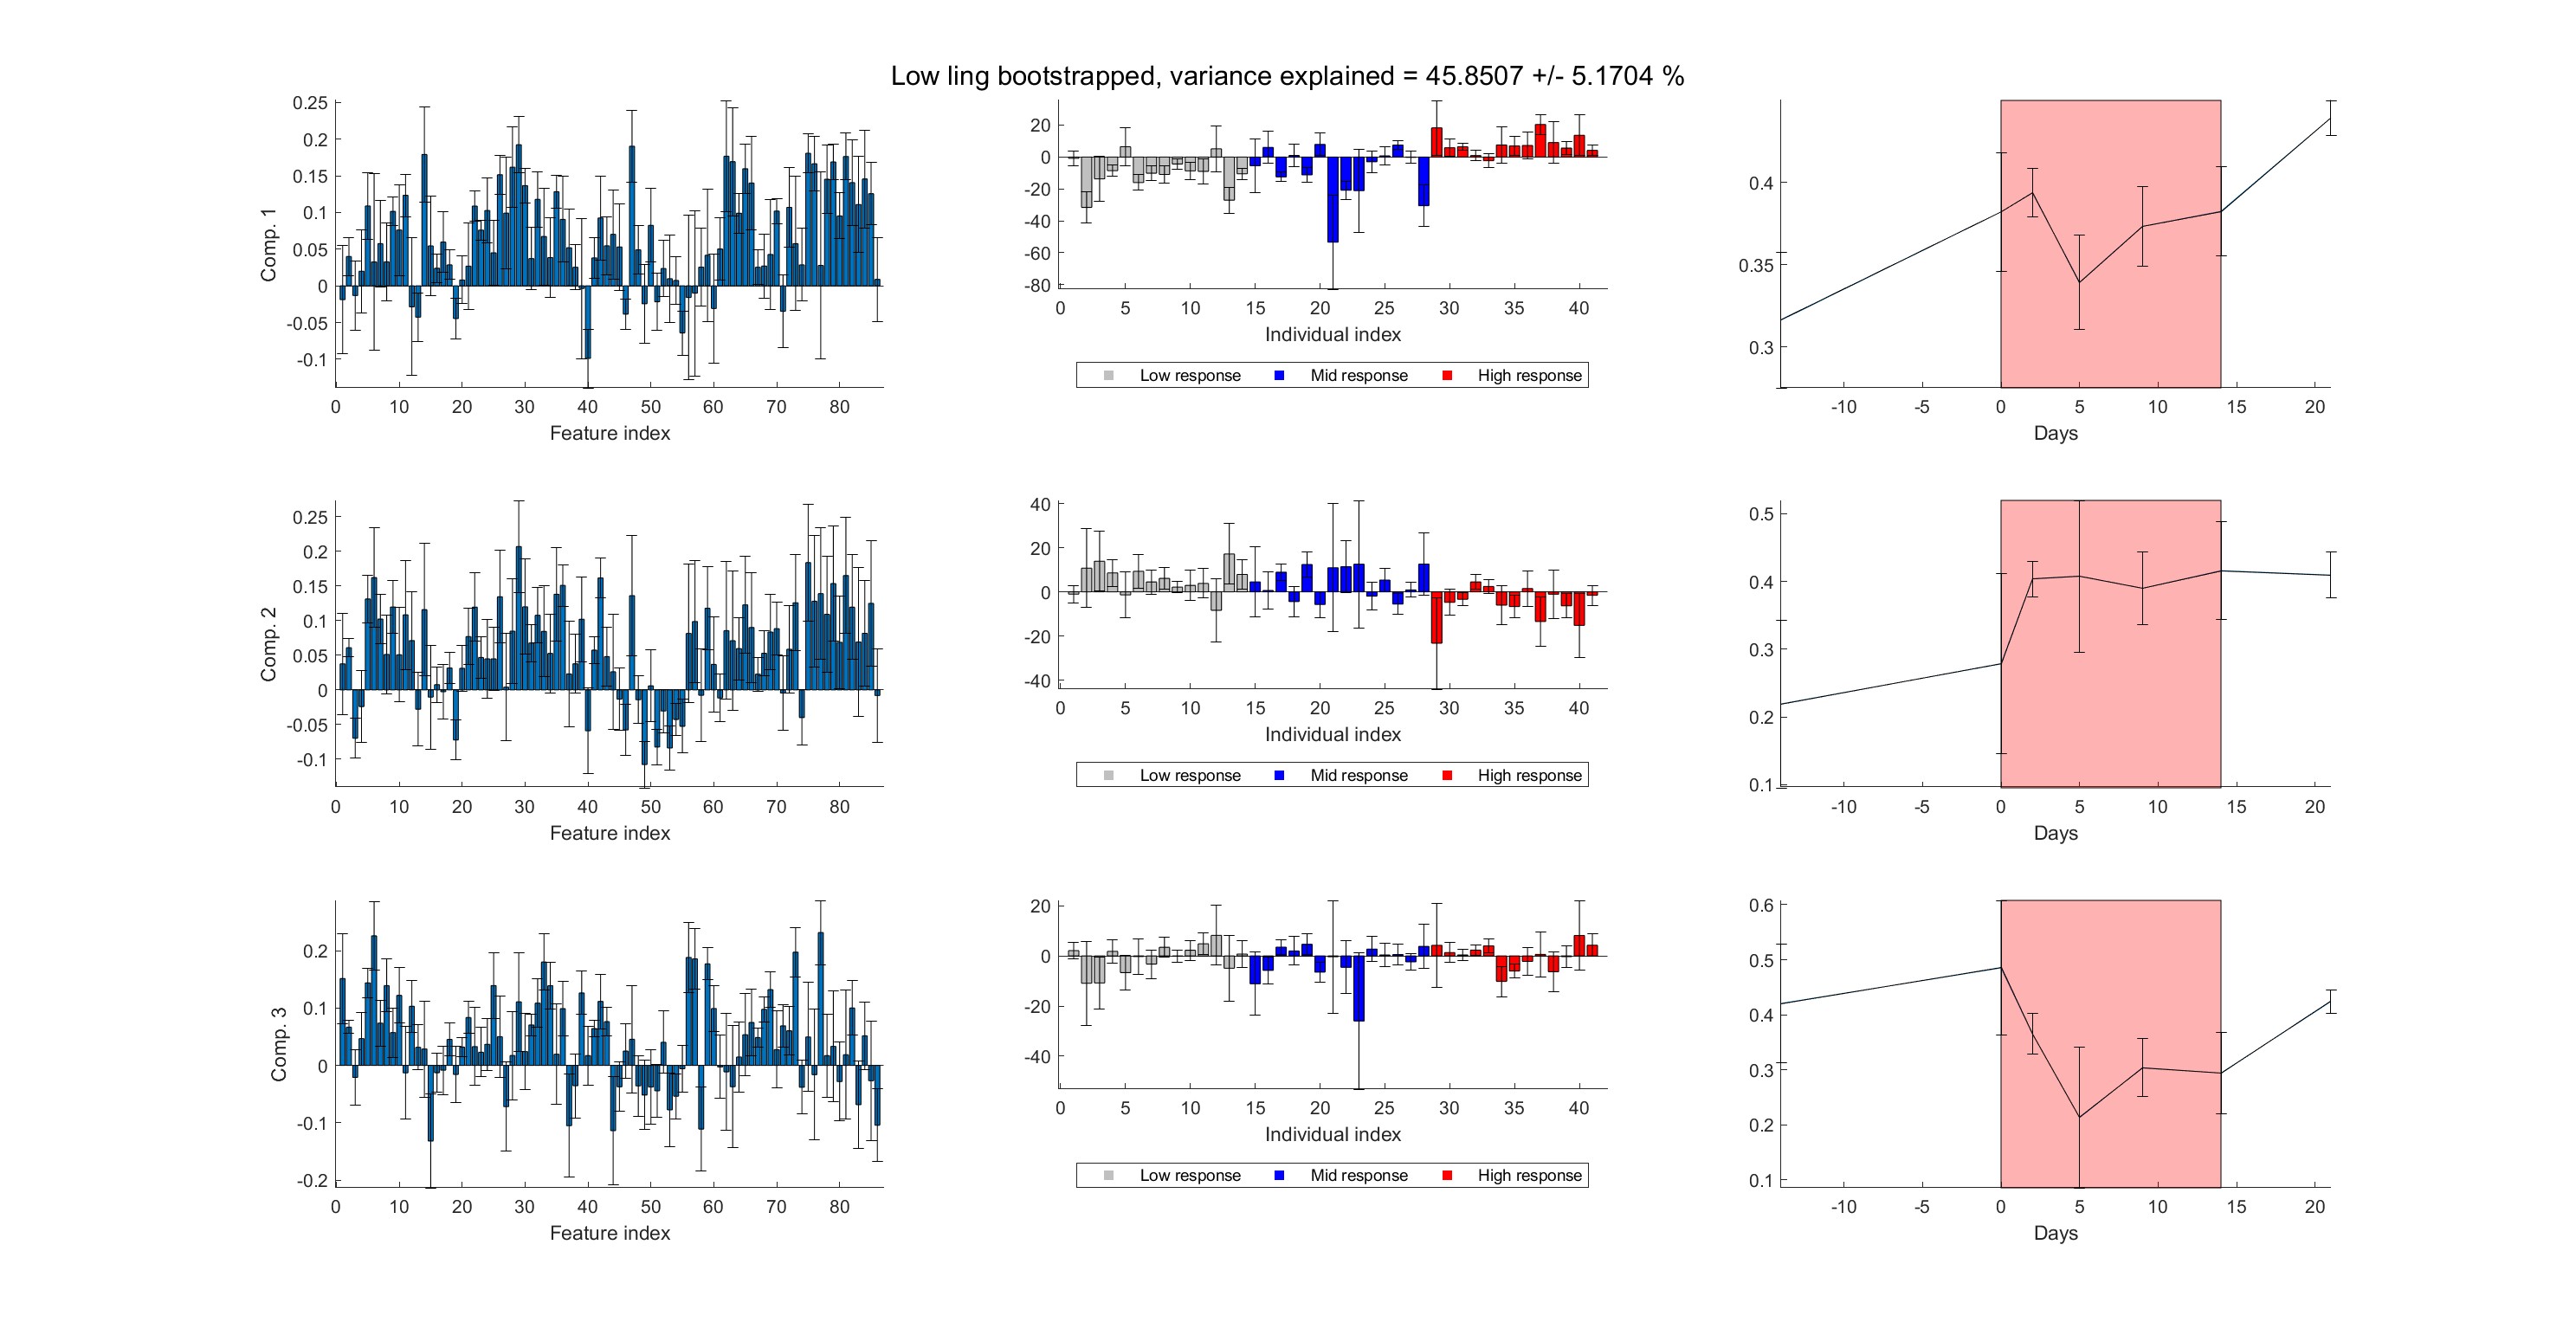 Low ling bootstrapped, variance explained = 45.8507 +/- 5.1704 %
Comp. 1
0.25
0.2
0.15
0.1
0.05
0
-0.05
-0.1
0 10 20 30 40 50 60 70 80
Feature index
20
0
-20
-40
-60
-80
0 5 10 15 20 25 30 35 40
Individual index
Low response Mid response High response
0.4
0.35
0.3
-10 -5 0 5 10 15 20
Days
Comp. 2
0.25
0.2
0.15
0.1
0.05
0
-0.05
-0.1
0 10 20 30 40 50 60 70 80
Feature index
40
20
0
-20
-40
0 5 10 15 20 25 30 35 40
Individual index
Low response Mid response High response
0.5
0.4
0.3
0.2
0.1
-10 -5 0 5 10 15 20
Days
Comp. 3
0.2
0.1
0
-0.1
-0.2
0 10 20 30 40 50 60 70 80
Feature index
20
0
-20
-40
0 5 10 15 20 25 30 35 40
Individual index
Low response Mid response High response
0.6
0.5
0.4
0.3
0.2
0.1
-10 -5 0 5 10 15 20
Days